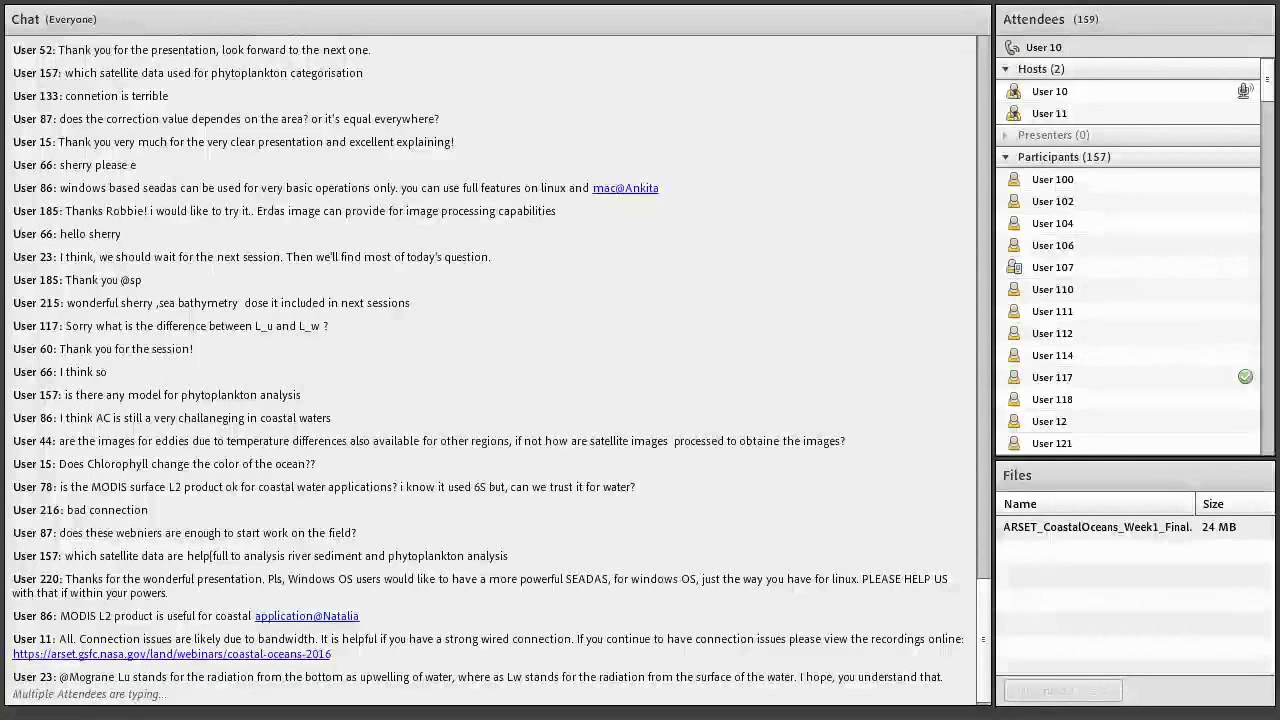 Chat (Everyone)
User 52: Thank you for the presentation, look forward to the next one.
User 157: which satellite data used for phytoplankton categorisation
User 133: connetion is terrible
User 87: does the correction value dependes on the area? or it's equal everywhere?
User 15: Thank you very much for the very clear presentation and excellent explaining!
User 66: sherry please e
User 86: windows based seadas can be used for very basic operations only. you can use full features on linux and mac@Ankita
User 185: Thanks Robbie! i would like to try it.. Erdas image can provide for image processing capabilities
User 66: hello sherry
User 23: I think, we should wait for the next session. Then we'll find most of today's question.
User 185: Thank you @sp
User 215: wonderful sherry ,sea bathymetry dose it included in next sessions
User 117: Sorry what is the difference between L_u and L_w ?
User 60: Thank you for the session!
User 66: I think so
User 157: is there any model for phytoplankton analysis
User 86: I think AC is still a very challaneging in coastal waters
User 44: are the images for eddies due to temperature differences also available for other regions, if not how are satellite images processed to obtaine the images?
User 15: Does Chlorophyll change the color of the ocean??
User 78: is the MODIS surface L2 product ok for coastal water applications? i know it used 6S but, can we trust it for water?
User 216: bad connection
User 87: does these webniers are enough to start work on the field?
User 157: which satellite data are helpfull to analysis river sediment and phytoplankton analysis
User 220: Thanks for the wonderful presentation. Pls, Windows OS users would like to have a more powerful SEADAS, for windows OS, just the way you have for linux. PLEASE HELP US
with that if within your powers.
User 86: MODIS L2 product is useful for coastal application@Natalia
User 11: All. Connection issues are likely due to bandwidth. It is helpful if you have a strong wired connection. If you continue to have connection issues please view the recordings online:
https://arset.gsfc.nasa.gov/land/webinars/coastal-oceans-2016
User 23: @Mograne Lu stands for the radiation from the bottom as upwelling of water, where as Lw stands for the radiation from the surface of the water. I hope, you understand that.
Multiple Attendees are typing...
Attendees (159)
User 10
Hosts (2)
User 10
User 11
Presenters (0)
Participants (157)
User 100
User 102
User 104
User 106
User 107
User 110
User 111
User 112
User 114
User 117
User 118
User 12
User 121
Files
Name Size
ARSET_CoastalOceans_Week1_Final. 24 MB